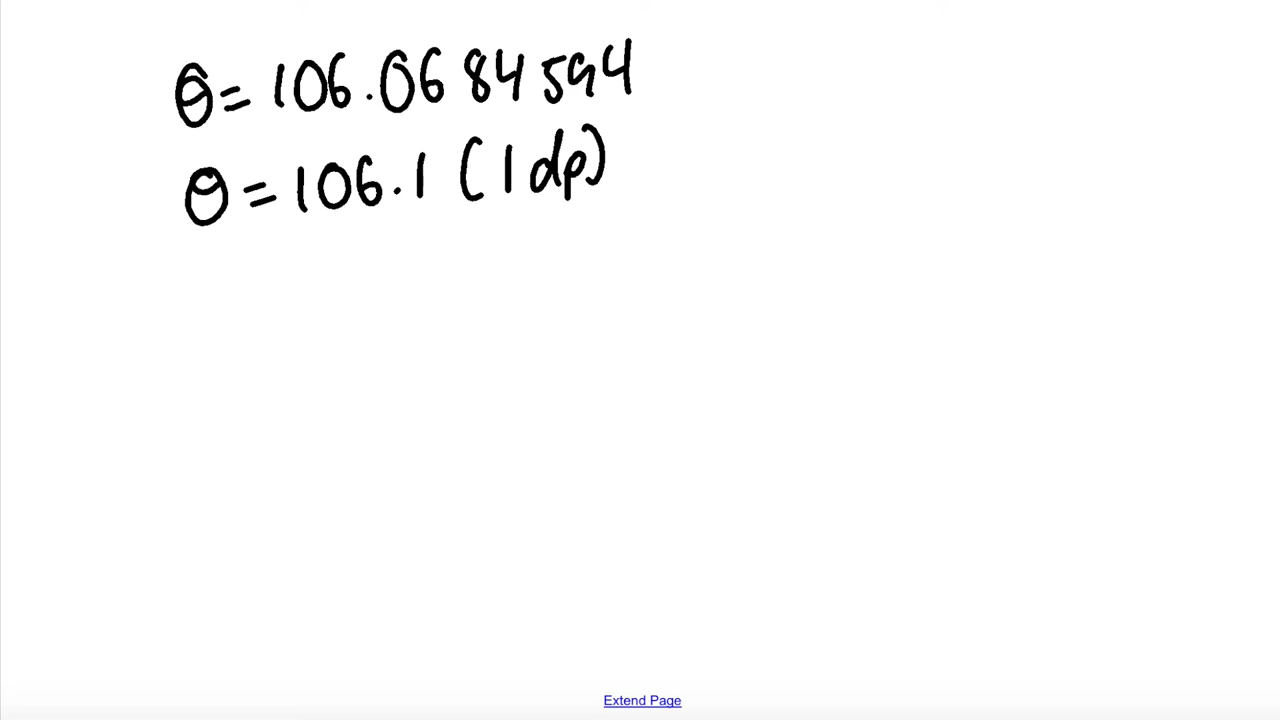 θ = 106.0684594
θ = 106.1 (1dp)
Extend Page